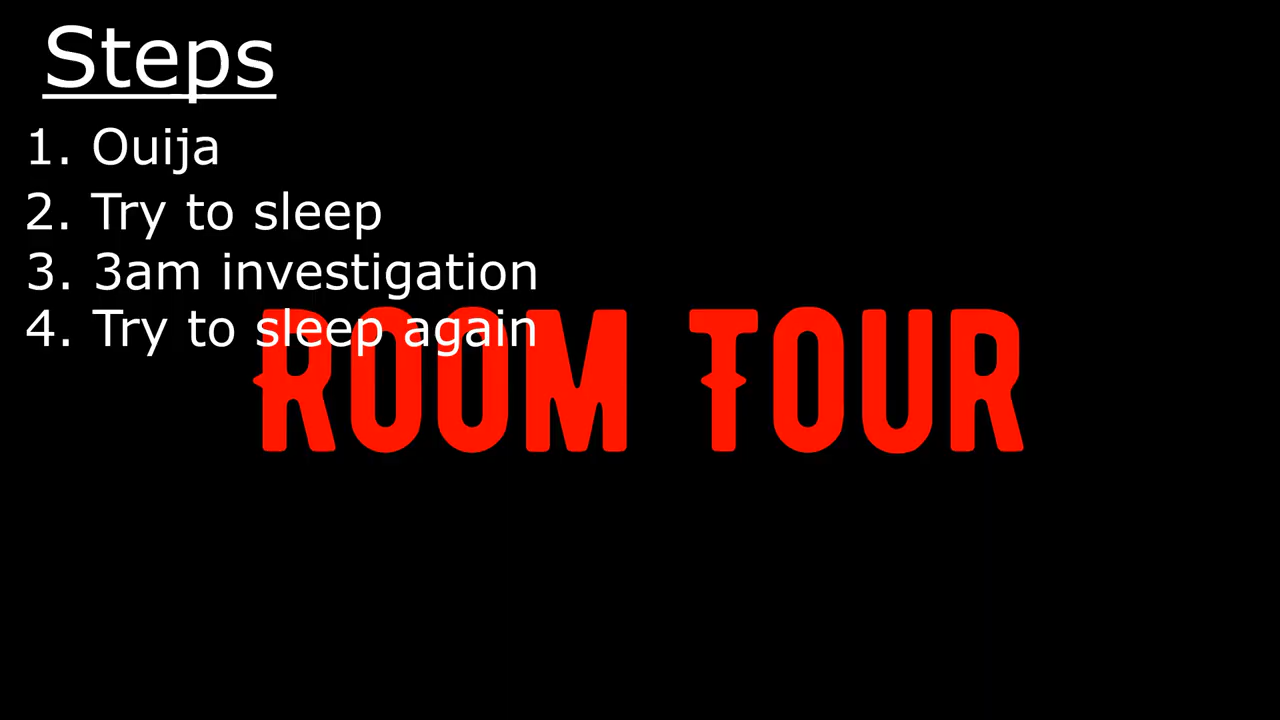 Steps
1. Ouija
2. Try to sleep
3. 3am investigation
4. Try to sleep again
ROOM TOUR